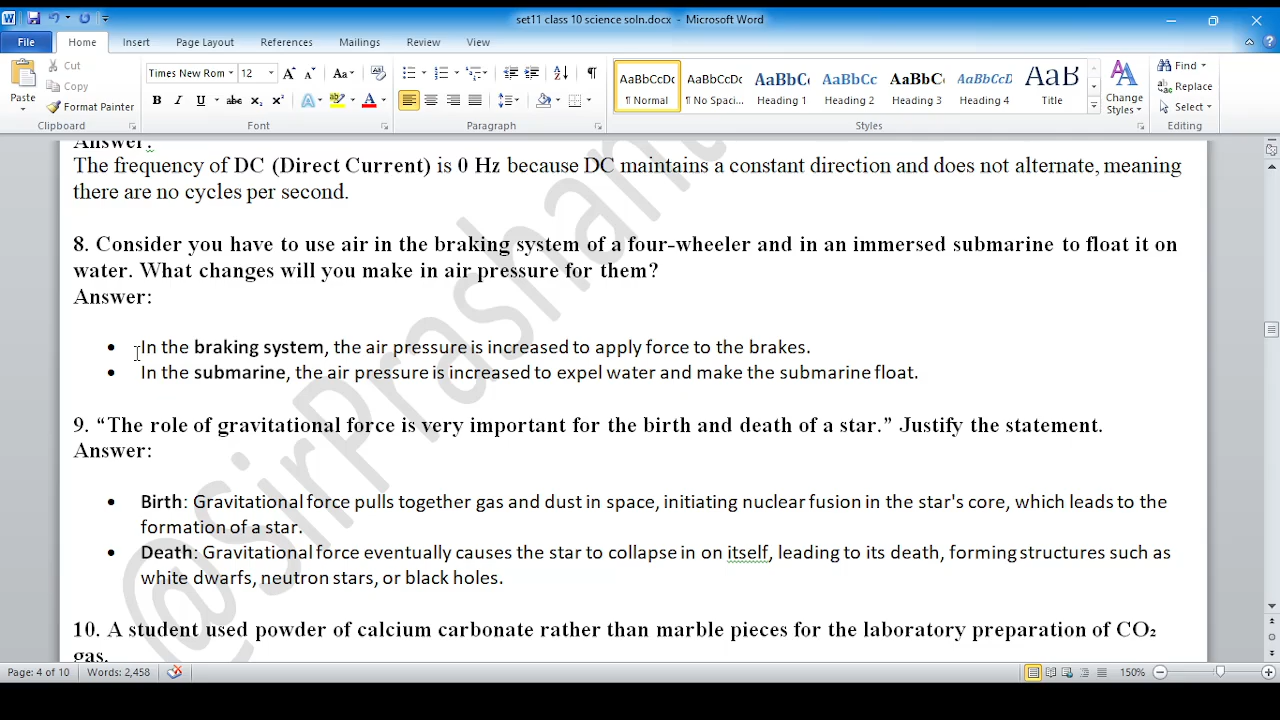 set11 class 10 science soln.docx - Microsoft Word
File Home Insert Page Layout References Mailings Review View
Paste
Cut
Copy
Format Painter
Clipboard
Times New Rom 12
Font
Paragraph
AaBbCcDc AaBbCcDc AaBbC AaBbCc AaBbC AaBbCcDc AaB
¶ Normal ¶ No Spaci... Heading 1 Heading 2 Heading 3 Heading 4 Title
Change Styles
Styles
Find
Replace
Select
Editing
Answer:
The frequency of DC (Direct Current) is 0 Hz because DC maintains a constant direction and does not alternate, meaning
there are no cycles per second.
8. Consider you have to use air in the braking system of a four-wheeler and in an immersed submarine to float it on
water. What changes will you make in air pressure for them?
Answer:
• In the braking system, the air pressure is increased to apply force to the brakes.
• In the submarine, the air pressure is increased to expel water and make the submarine float.
9. “The role of gravitational force is very important for the birth and death of a star.” Justify the statement.
Answer:
• Birth: Gravitational force pulls together gas and dust in space, initiating nuclear fusion in the star's core, which leads to the
formation of a star.
• Death: Gravitational force eventually causes the star to collapse in on itself, leading to its death, forming structures such as
white dwarfs, neutron stars, or black holes.
10. A student used powder of calcium carbonate rather than marble pieces for the laboratory preparation of CO₂
gas.
@SirPrashant
Page: 4 of 10 Words: 2,458 150%